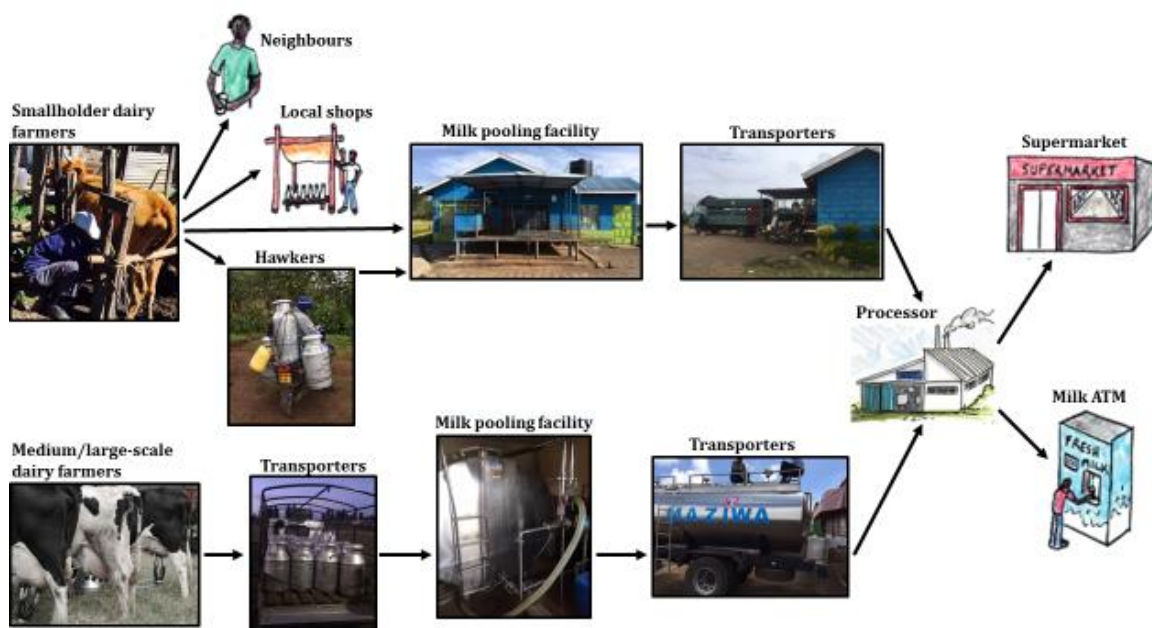 Neighbours
Smallholder dairy
farmers
Local shops
Milk pooling facility
Transporters
Supermarket
SUPERMARKET
Hawkers
Processor
Medium/large-scale
dairy farmers
Transporters
Milk pooling facility
Transporters
MAZIWA
Milk ATM
FRESH
MILK